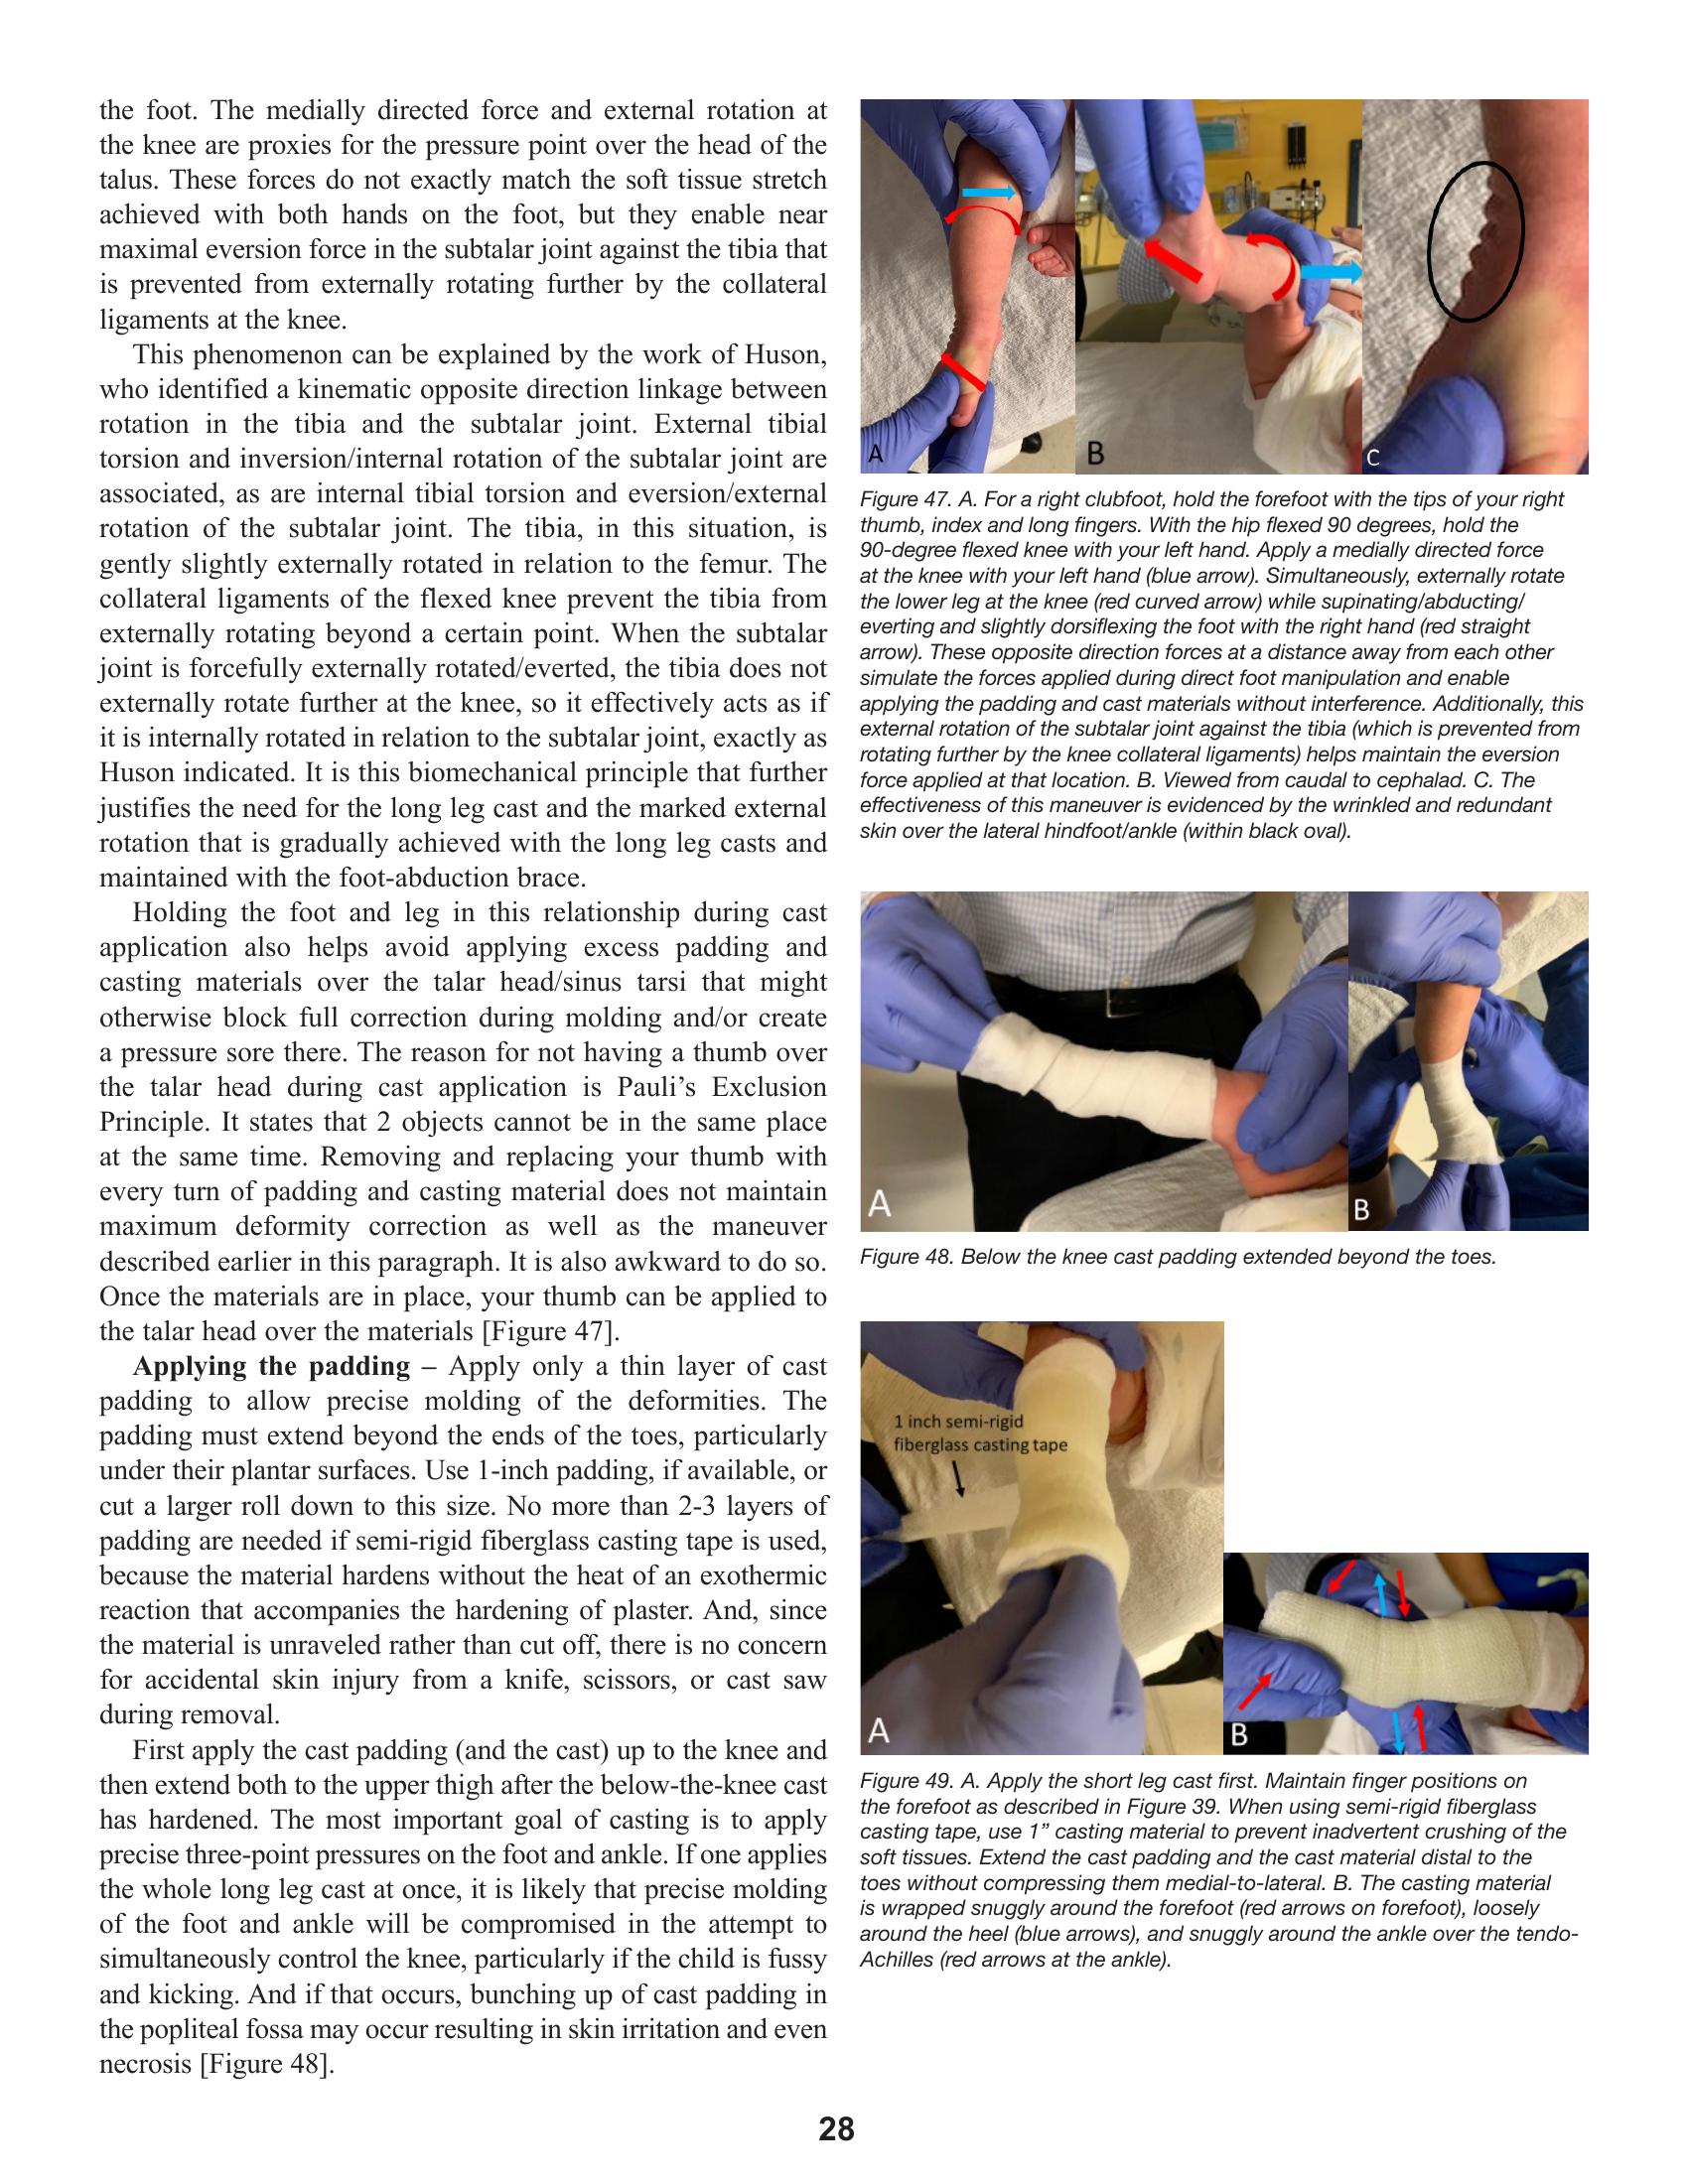 the foot. The medially directed force and external rotation at
the knee are proxies for the pressure point over the head of the
talus. These forces do not exactly match the soft tissue stretch
achieved with both hands on the foot, but they enable near
maximal eversion force in the subtalar joint against the tibia that
is prevented from externally rotating further by the collateral
ligaments at the knee.
This phenomenon can be explained by the work of Huson,
who identified a kinematic opposite direction linkage between
rotation in the tibia and the subtalar joint. External tibial
torsion and inversion/internal rotation of the subtalar joint are
associated, as are internal tibial torsion and eversion/external
rotation of the subtalar joint. The tibia, in this situation, is
gently slightly externally rotated in relation to the femur. The
collateral ligaments of the flexed knee prevent the tibia from
externally rotating beyond a certain point. When the subtalar
joint is forcefully externally rotated/everted, the tibia does not
externally rotate further at the knee, so it effectively acts as if
it is internally rotated in relation to the subtalar joint, exactly as
Huson indicated. It is this biomechanical principle that further
justifies the need for the long leg cast and the marked external
rotation that is gradually achieved with the long leg casts and
maintained with the foot-abduction brace.
Holding the foot and leg in this relationship during cast
application also helps avoid applying excess padding and
casting materials over the talar head/sinus tarsi that might
otherwise block full correction during molding and/or create
a pressure sore there. The reason for not having a thumb over
the talar head during cast application is Pauli's Exclusion
Principle. It states that 2 objects cannot be in the same place
at the same time. Removing and replacing your thumb with
every turn of padding and casting material does not maintain
maximum deformity correction as well as the maneuver
described earlier in this paragraph. It is also awkward to do so.
Once the materials are in place, your thumb can be applied to
the talar head over the materials [Figure 47].
Applying the padding – Apply only a thin layer of cast
padding to allow precise molding of the deformities. The
padding must extend beyond the ends of the toes, particularly
under their plantar surfaces. Use 1-inch padding, if available, or
cut a larger roll down to this size. No more than 2-3 layers of
padding are needed if semi-rigid fiberglass casting tape is used,
because the material hardens without the heat of an exothermic
reaction that accompanies the hardening of plaster. And, since
the material is unraveled rather than cut off, there is no concern
for accidental skin injury from a knife, scissors, or cast saw
during removal.
First apply the cast padding (and the cast) up to the knee and
then extend both to the upper thigh after the below-the-knee cast
has hardened. The most important goal of casting is to apply
precise three-point pressures on the foot and ankle. If one applies
the whole long leg cast at once, it is likely that precise molding
of the foot and ankle will be compromised in the attempt to
simultaneously control the knee, particularly if the child is fussy
and kicking. And if that occurs, bunching up of cast padding in
the popliteal fossa may occur resulting in skin irritation and even
necrosis [Figure 48].
A
B
C
Figure 47. A. For a right clubfoot, hold the forefoot with the tips of your right
thumb, index and long fingers. With the hip flexed 90 degrees, hold the
90-degree flexed knee with your left hand. Apply a medially directed force
at the knee with your left hand (blue arrow). Simultaneously, externally rotate
the lower leg at the knee (red curved arrow) while supinating/abducting/
everting and slightly dorsiflexing the foot with the right hand (red straight
arrow). These opposite direction forces at a distance away from each other
simulate the forces applied during direct foot manipulation and enable
applying the padding and cast materials without interference. Additionally, this
external rotation of the subtalar joint against the tibia (which is prevented from
rotating further by the knee collateral ligaments) helps maintain the eversion
force applied at that location. B. Viewed from caudal to cephalad. C. The
effectiveness of this maneuver is evidenced by the wrinkled and redundant
skin over the lateral hindfoot/ankle (within black oval).
A
B
Figure 48. Below the knee cast padding extended beyond the toes.
1 inch semi-rigid
fiberglass casting tape
A
B
Figure 49. A. Apply the short leg cast first. Maintain finger positions on
the forefoot as described in Figure 39. When using semi-rigid fiberglass
casting tape, use 1” casting material to prevent inadvertent crushing of the
soft tissues. Extend the cast padding and the cast material distal to the
toes without compressing them medial-to-lateral. B. The casting material
is wrapped snuggly around the forefoot (red arrows on forefoot), loosely
around the heel (blue arrows), and snuggly around the ankle over the tendo-
Achilles (red arrows at the ankle).
28